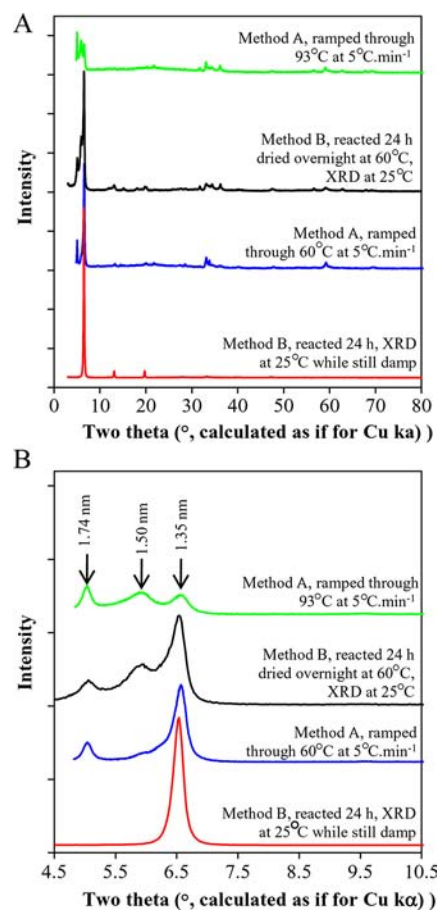 A
Method A, ramped through
93°C at 5°C.min⁻¹
Method B, reacted 24 h
dried overnight at 60°C,
XRD at 25°C
Method A, ramped
through 60°C at 5°C.min⁻¹
Method B, reacted 24 h, XRD
at 25°C while still damp
Intensity
0 10 20 30 40 50 60 70 80
Two theta (°, calculated as if for Cu ka) )
B
1.74 nm
1.50 nm
1.35 nm
Method A, ramped through
93°C at 5°C.min⁻¹
Method B, reacted 24 h
dried overnight at 60°C,
XRD at 25°C
Method A, ramped
through 60°C at 5°C.min⁻¹
Method B, reacted 24 h, XRD
at 25°C while still damp
Intensity
4.5 5.5 6.5 7.5 8.5 9.5 10.5
Two theta (°, calculated as if for Cu kα) )